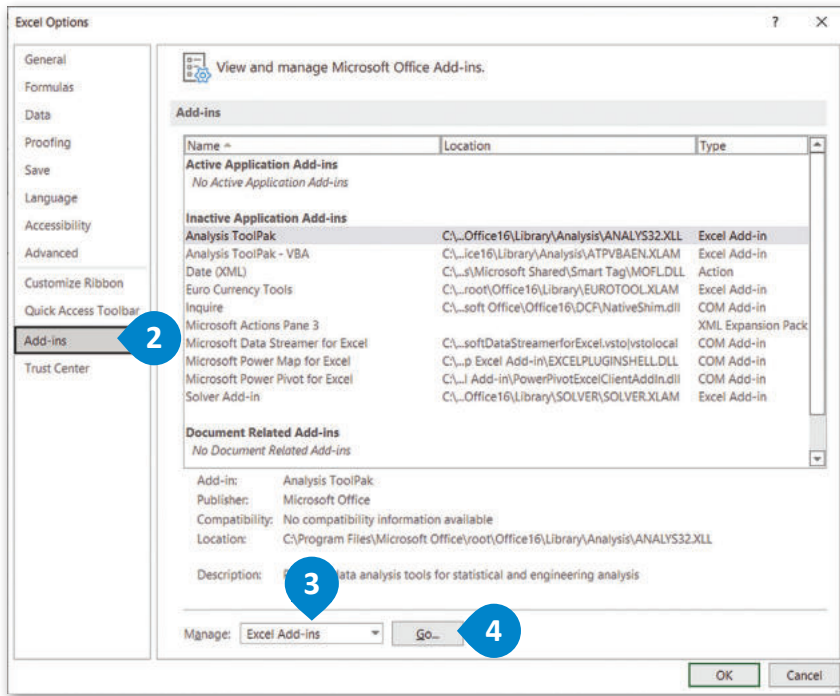 Excel Options ? ×
General
Formulas
Data
Proofing
Save
Language
Accessibility
Advanced
Customize Ribbon
Quick Access Toolbar
Add-ins
Trust Center
2
View and manage Microsoft Office Add-ins.
Add-ins
Name Location Type
Active Application Add-ins
No Active Application Add-ins
Inactive Application Add-ins
Analysis ToolPak C:\...Office16\Library\Analysis\ANALYS32.XLL Excel Add-in
Analysis ToolPak - VBA C:\...ice16\Library\Analysis\ATPVBAEN.XLAM Excel Add-in
Date (XML) C:\...s\Microsoft Shared\Smart Tag\MOFL.DLL Action
Euro Currency Tools C:\...root\Office16\Library\EUROTOOL.XLAM Excel Add-in
Inquire C:\...soft Office\Office16\DCF\NativeShim.dll COM Add-in
Microsoft Actions Pane 3 XML Expansion Pack
Microsoft Data Streamer for Excel C:\...softDataStreamerforExcel.vsto|vstolocal COM Add-in
Microsoft Power Map for Excel C:\...p Excel Add-in\EXCELPLUGINSHELL.DLL COM Add-in
Microsoft Power Pivot for Excel C:\...l Add-in\PowerPivotExcelClientAddIn.dll COM Add-in
Solver Add-in C:\...Office16\Library\SOLVER\SOLVER.XLAM Excel Add-in
Document Related Add-ins
No Document Related Add-ins
Add-in: Analysis ToolPak
Publisher: Microsoft Office
Compatibility: No compatibility information available
Location: C:\Program Files\Microsoft Office\root\Office16\Library\Analysis\ANALYS32.XLL
Description: data analysis tools for statistical and engineering analysis
3
Manage: Excel Add-ins Go...
4
OK Cancel